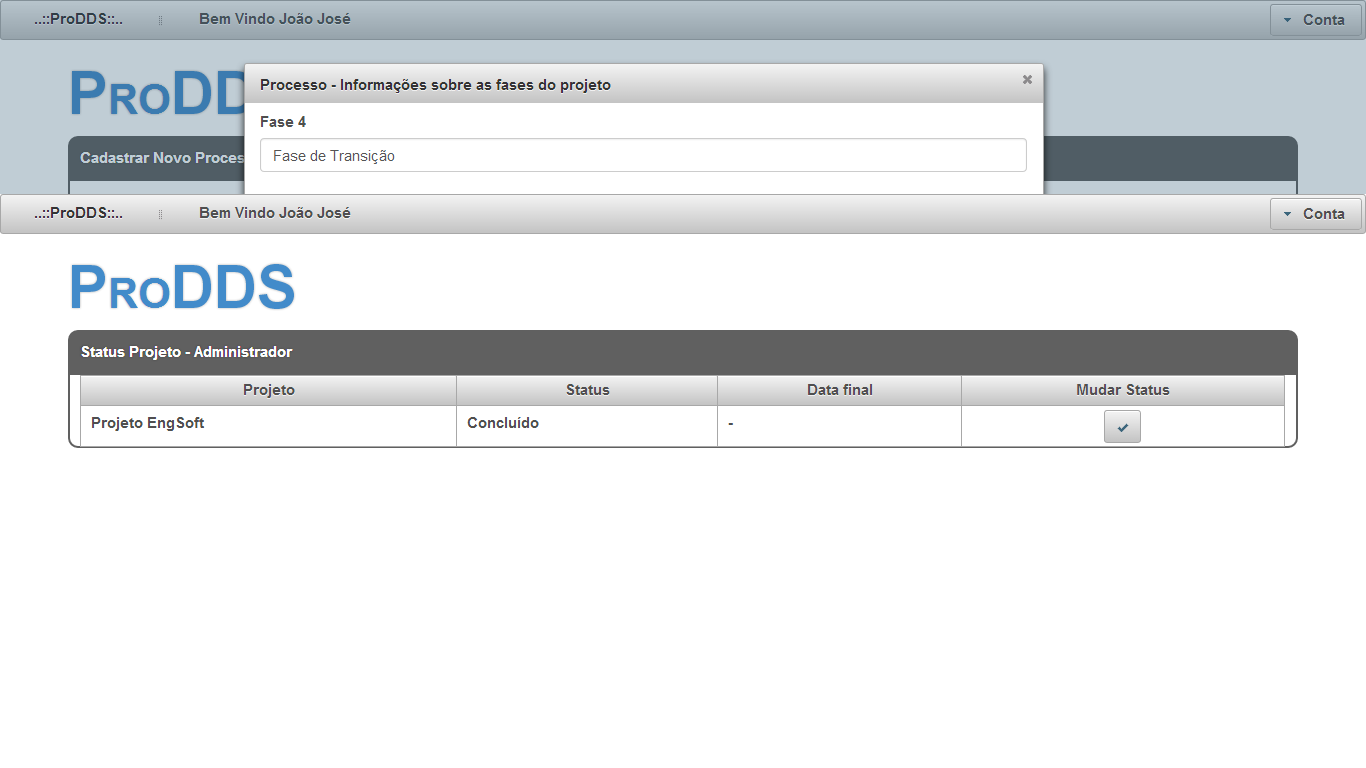 ..::ProDDS::.. Bem Vindo João José Conta
ProDD
Processo - Informações sobre as fases do projeto
Fase 4
Cadastrar Novo Proces
Fase de Transição
..::ProDDS::.. Bem Vindo João José Conta
ProDDS
Status Projeto - Administrador
Projeto Status Data final Mudar Status
Projeto EngSoft Concluído -